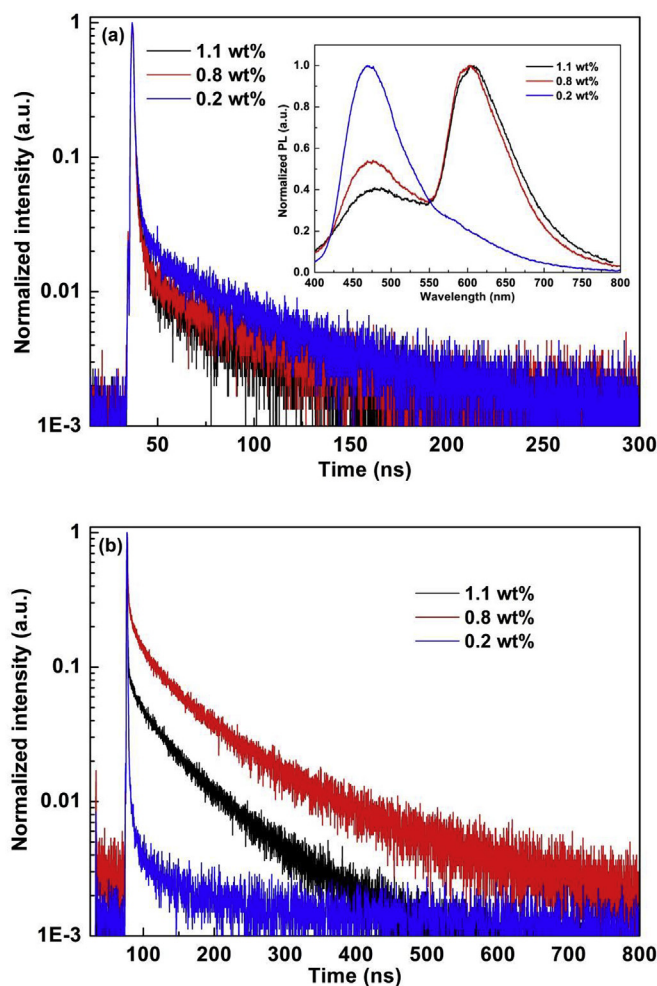 (a)
1.1 wt%
0.8 wt%
0.2 wt%
1
0.1
0.01
1E-3
Normalized intensity (a.u.)
50 100 150 200 250 300
Time (ns)
1.1 wt%
0.8 wt%
0.2 wt%
1.0
0.8
0.6
0.4
0.2
0.0
Normalized PL (a.u.)
400 450 500 550 600 650 700 750 800
Wavelength (nm)
(b)
1.1 wt%
0.8 wt%
0.2 wt%
1
0.1
0.01
1E-3
Normalized intensity (a.u.)
100 200 300 400 500 600 700 800
Time (ns)